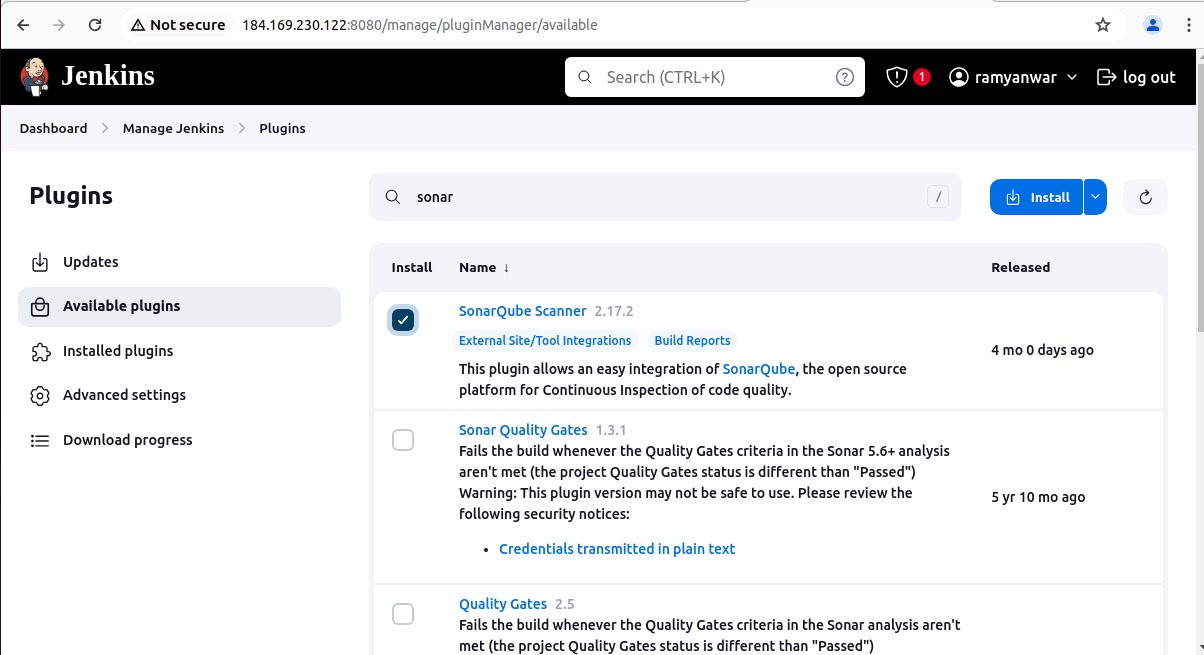 Not secure 184.169.230.122:8080/manage/pluginManager/available
Jenkins
Search (CTRL+K)
?
1
ramyanwar
log out
Dashboard
Manage Jenkins
Plugins
Plugins
Updates
Available plugins
Installed plugins
Advanced settings
Download progress
sonar
/
Install
Install Name ↓ Released
SonarQube Scanner 2.17.2
External Site/Tool Integrations Build Reports
This plugin allows an easy integration of SonarQube, the open source
platform for Continuous Inspection of code quality.
4 mo 0 days ago
Sonar Quality Gates 1.3.1
Fails the build whenever the Quality Gates criteria in the Sonar 5.6+ analysis
aren't met (the project Quality Gates status is different than "Passed")
Warning: This plugin version may not be safe to use. Please review the
following security notices:
• Credentials transmitted in plain text
5 yr 10 mo ago
Quality Gates 2.5
Fails the build whenever the Quality Gates criteria in the Sonar analysis aren't
met (the project Quality Gates status is different than "Passed")